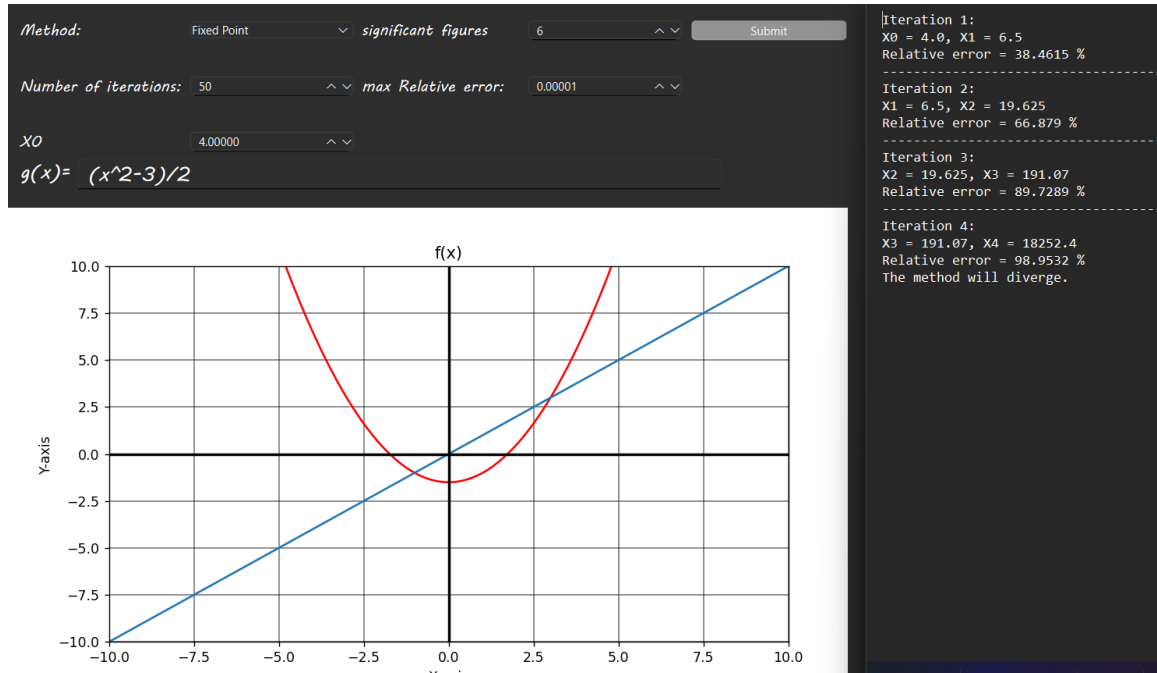 Method: Fixed Point significant figures 6 Submit
Number of iterations: 50 max Relative error: 0.00001
X0 4.00000
g(x)= (x^2-3)/2
f(x)
10.0
7.5
5.0
2.5
0.0
−2.5
−5.0
−7.5
−10.0
Y-axis
−10.0 −7.5 −5.0 −2.5 0.0 2.5 5.0 7.5 10.0
Iteration 1:
X0 = 4.0, X1 = 6.5
Relative error = 38.4615 %
--------------------------------------
Iteration 2:
X1 = 6.5, X2 = 19.625
Relative error = 66.879 %
--------------------------------------
Iteration 3:
X2 = 19.625, X3 = 191.07
Relative error = 89.7289 %
--------------------------------------
Iteration 4:
X3 = 191.07, X4 = 18252.4
Relative error = 98.9532 %
The method will diverge.